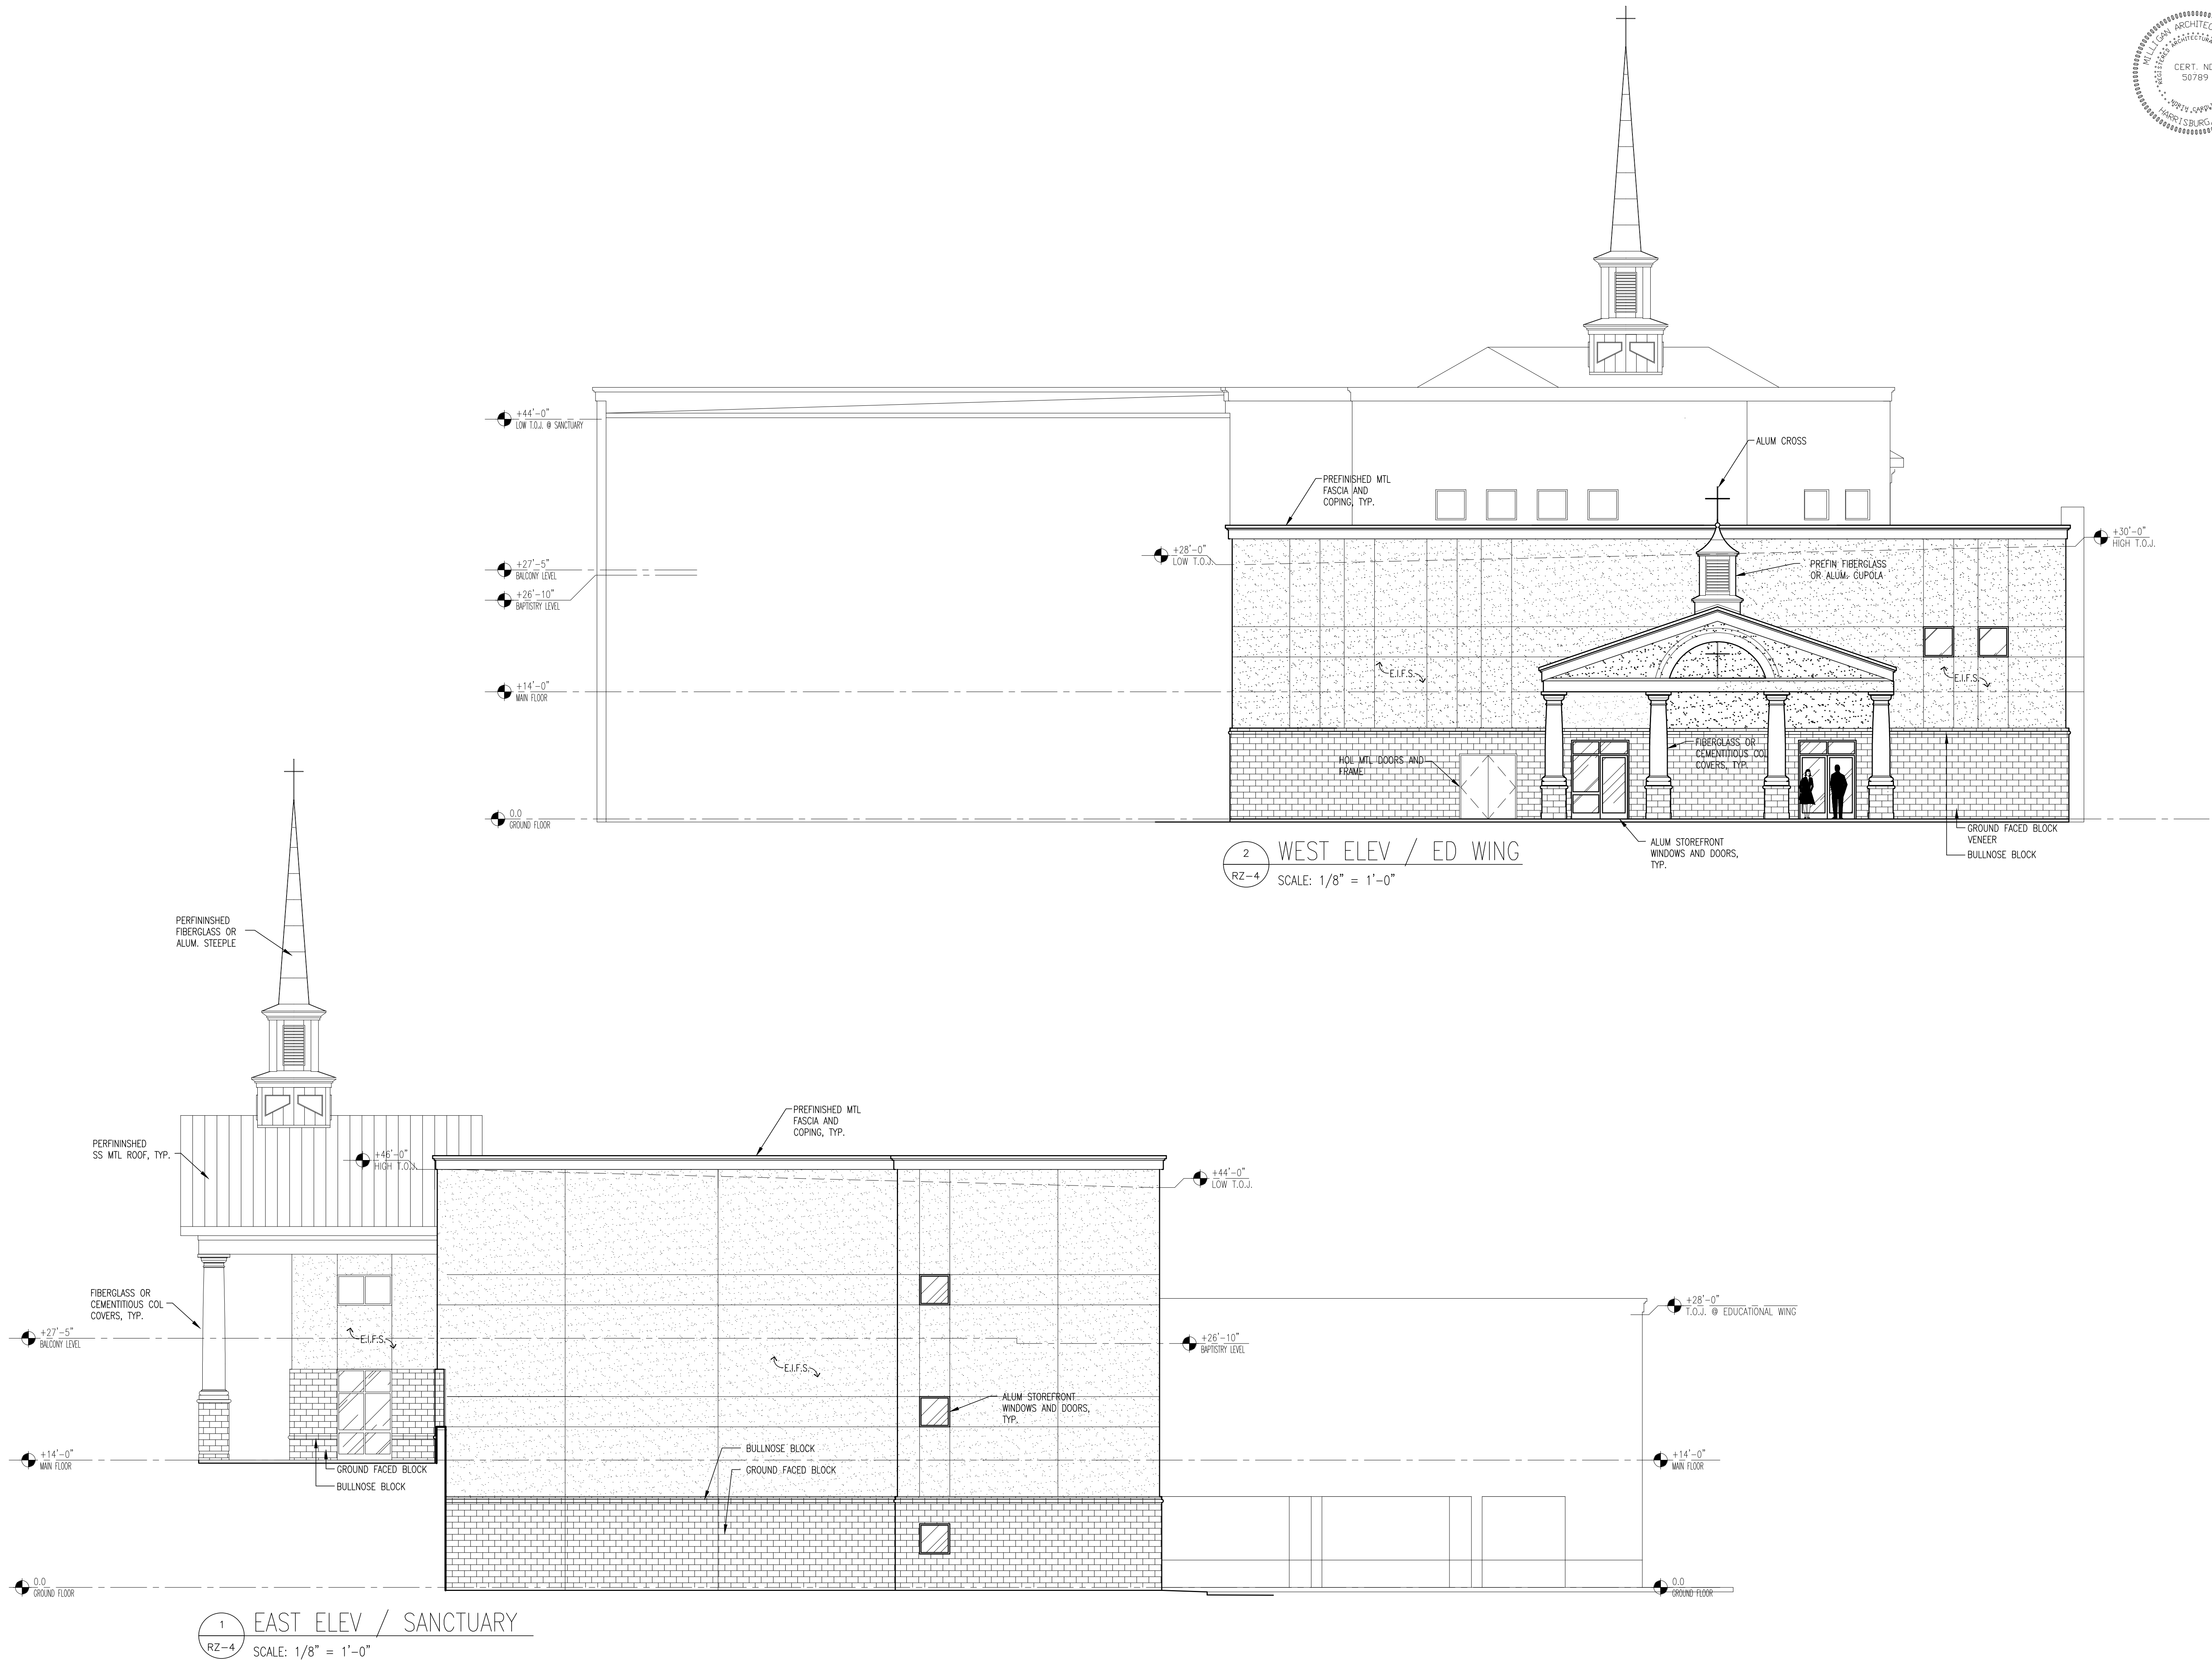 MILLIGAN ARCHITEC
REGISTERED ARCHITECTURA
CERT. NO
50789
NORTH CARO
HARRISBURG,
+44'-0"
LOW T.O.J. @ SANCTUARY
ALUM CROSS
PREFINISHED MTL
FASCIA AND
COPING, TYP.
+30'-0"
HIGH T.O.J.
+28'-0"
LOW T.O.J.
PREFIN FIBERGLASS
OR ALUM. CUPOLA
+27'-5"
BALCONY LEVEL
+26'-10"
BAPTISTRY LEVEL
E.I.F.S.
E.I.F.S.
+14'-0"
MAIN FLOOR
FIBERGLASS OR
CEMENTITIOUS COL
COVERS, TYP.
HOL MTL DOORS AND
FRAME
0.0
GROUND FLOOR
GROUND FACED BLOCK
VENEER
BULLNOSE BLOCK
ALUM STOREFRONT
WINDOWS AND DOORS,
TYP.
2
RZ-4
WEST ELEV / ED WING
SCALE: 1/8" = 1'-0"
PERFININSHED
FIBERGLASS OR
ALUM. STEEPLE
PREFINISHED MTL
FASCIA AND
COPING, TYP.
PERFININSHED
SS MTL ROOF, TYP.
+46'-0"
HIGH T.O.J.
+44'-0"
LOW T.O.J.
FIBERGLASS OR
CEMENTITIOUS COL
COVERS, TYP.
+28'-0"
T.O.J. @ EDUCATIONAL WING
+27'-5"
BALCONY LEVEL
E.I.F.S.
+26'-10"
BAPTISTRY LEVEL
E.I.F.S.
ALUM STOREFRONT
WINDOWS AND DOORS,
TYP.
BULLNOSE BLOCK
+14'-0"
MAIN FLOOR
GROUND FACED BLOCK
GROUND FACED BLOCK
BULLNOSE BLOCK
+14'-0"
MAIN FLOOR
0.0
GROUND FLOOR
0.0
GROUND FLOOR
1
RZ-4
EAST ELEV / SANCTUARY
SCALE: 1/8" = 1'-0"